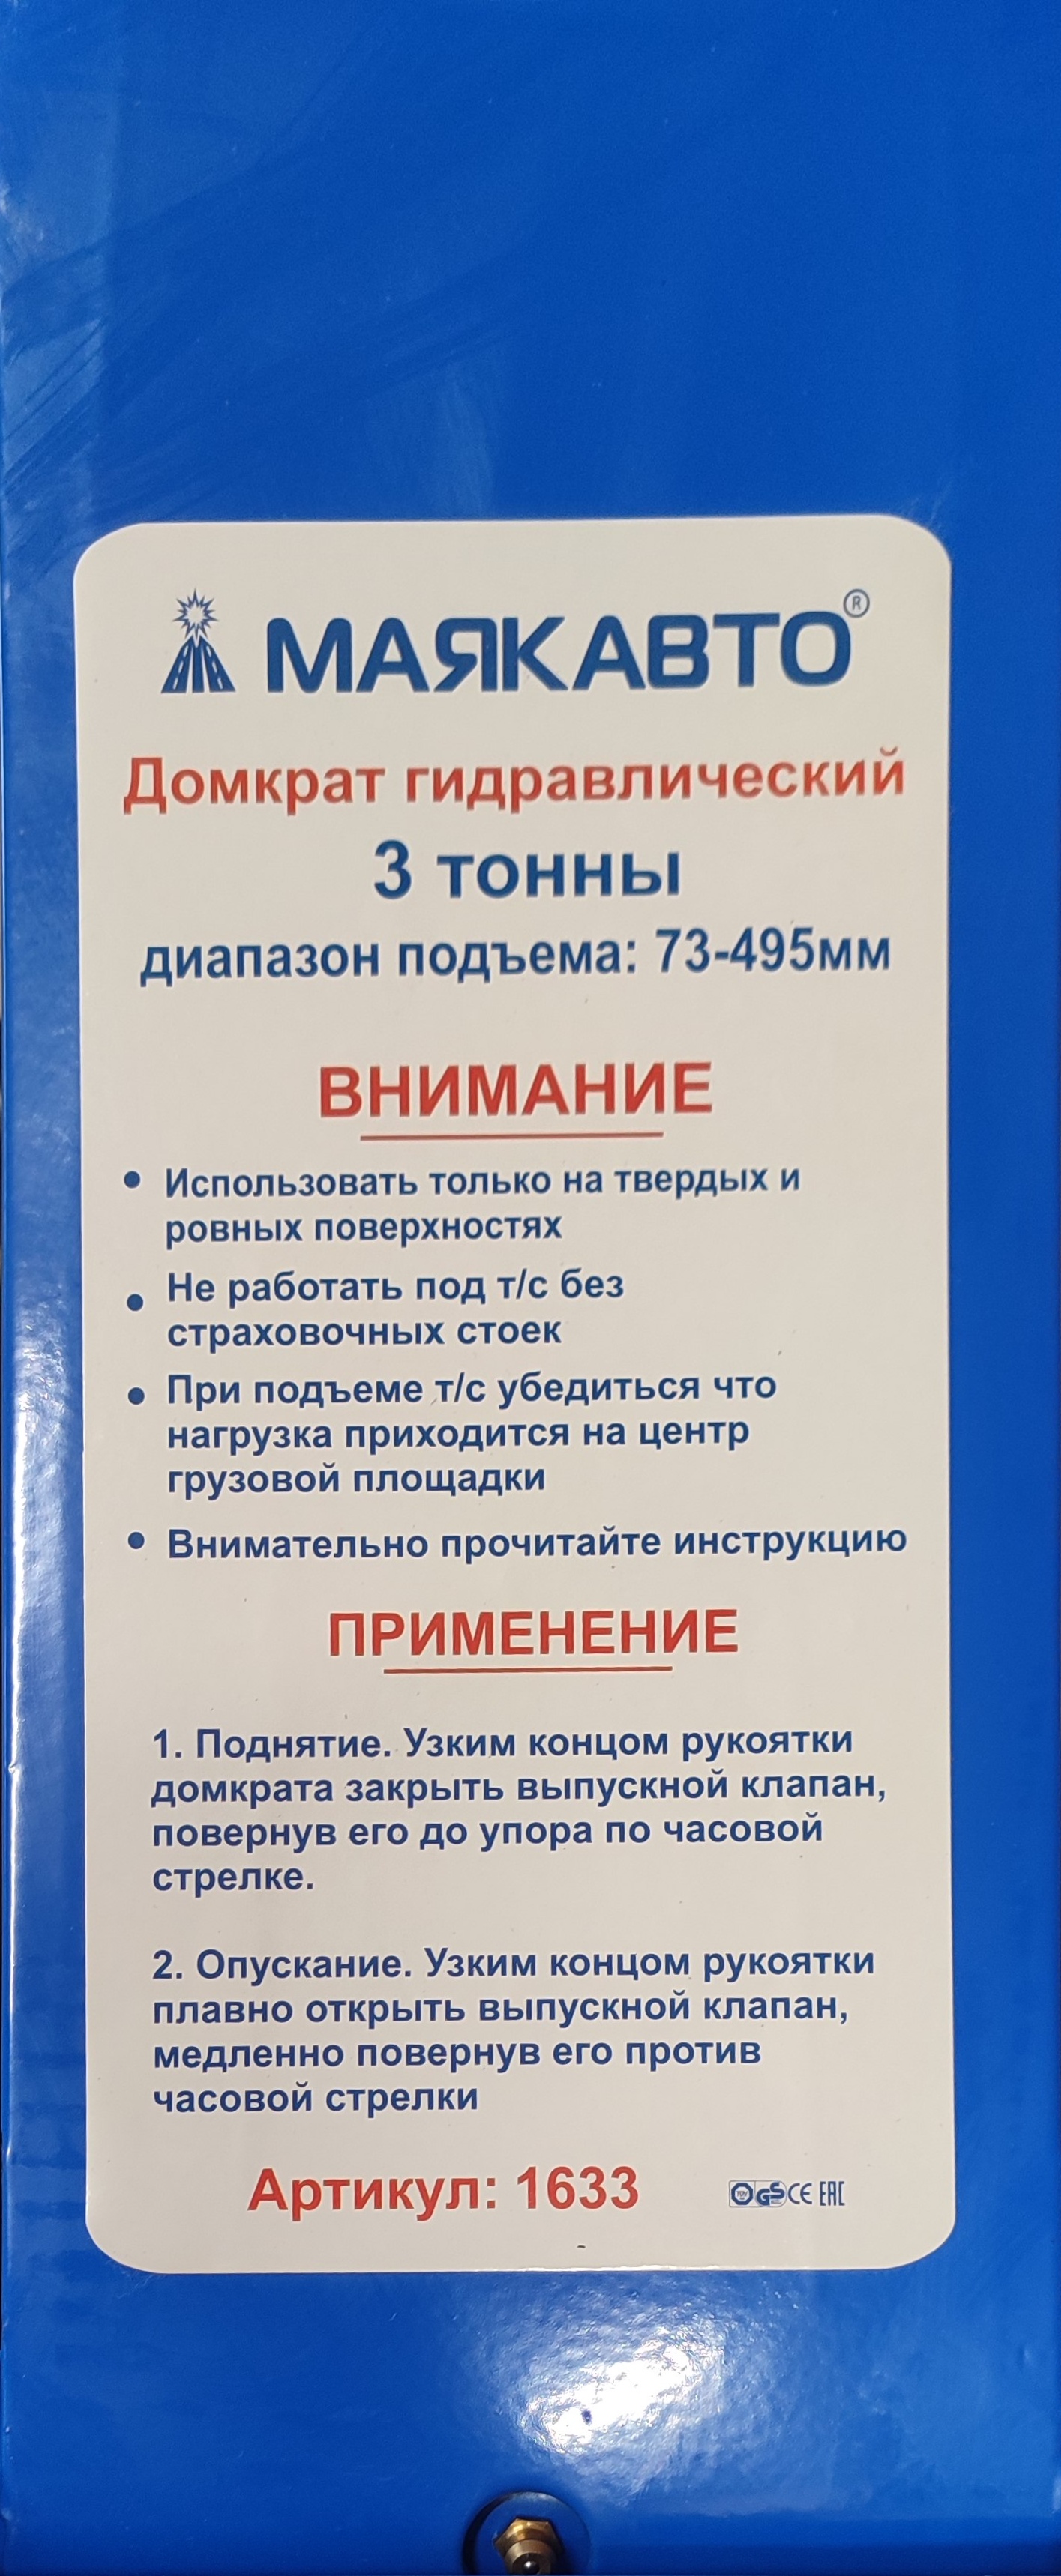 МАЯКАВТО®
Домкрат гидравлический
3 тонны
диапазон подъема: 73-495мм
ВНИМАНИЕ
• Использовать только на твердых и
ровных поверхностях
• Не работать под т/с без
страховочных стоек
• При подъеме т/с убедиться что
нагрузка приходится на центр
грузовой площадки
• Внимательно прочитайте инструкцию
ПРИМЕНЕНИЕ
1. Поднятие. Узким концом рукоятки
домкрата закрыть выпускной клапан,
повернув его до упора по часовой
стрелке.
2. Опускание. Узким концом рукоятки
плавно открыть выпускной клапан,
медленно повернув его против
часовой стрелки
Артикул: 1633 GS CE EAC